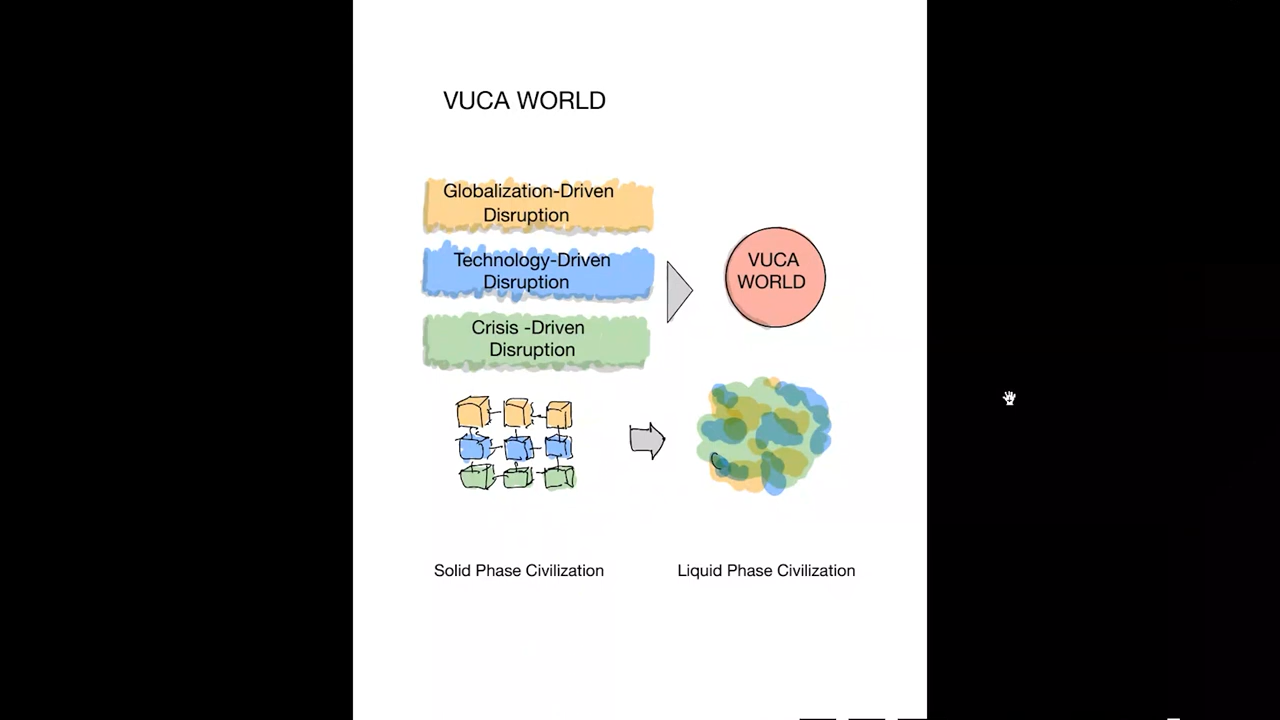 VUCA WORLD
Globalization-Driven
Disruption
Technology-Driven
Disruption
Crisis -Driven
Disruption
VUCA
WORLD
Solid Phase Civilization
Liquid Phase Civilization